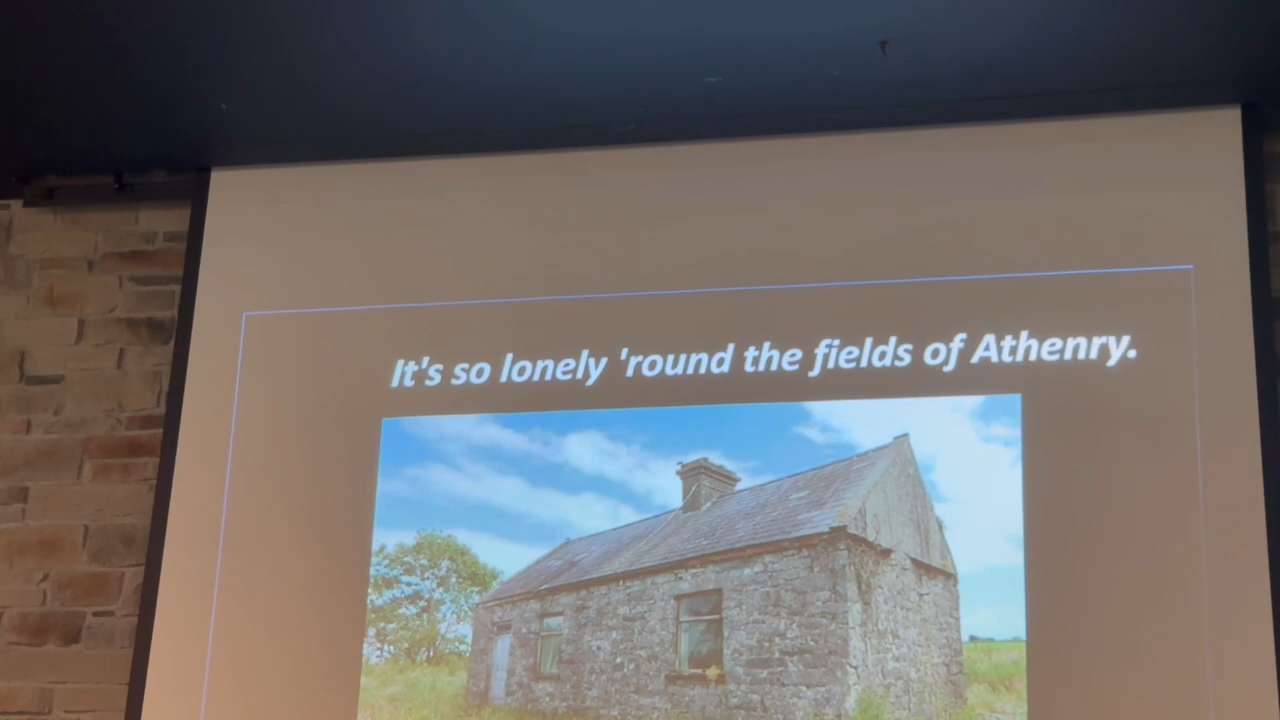 It's so lonely 'round the fields of Athenry.